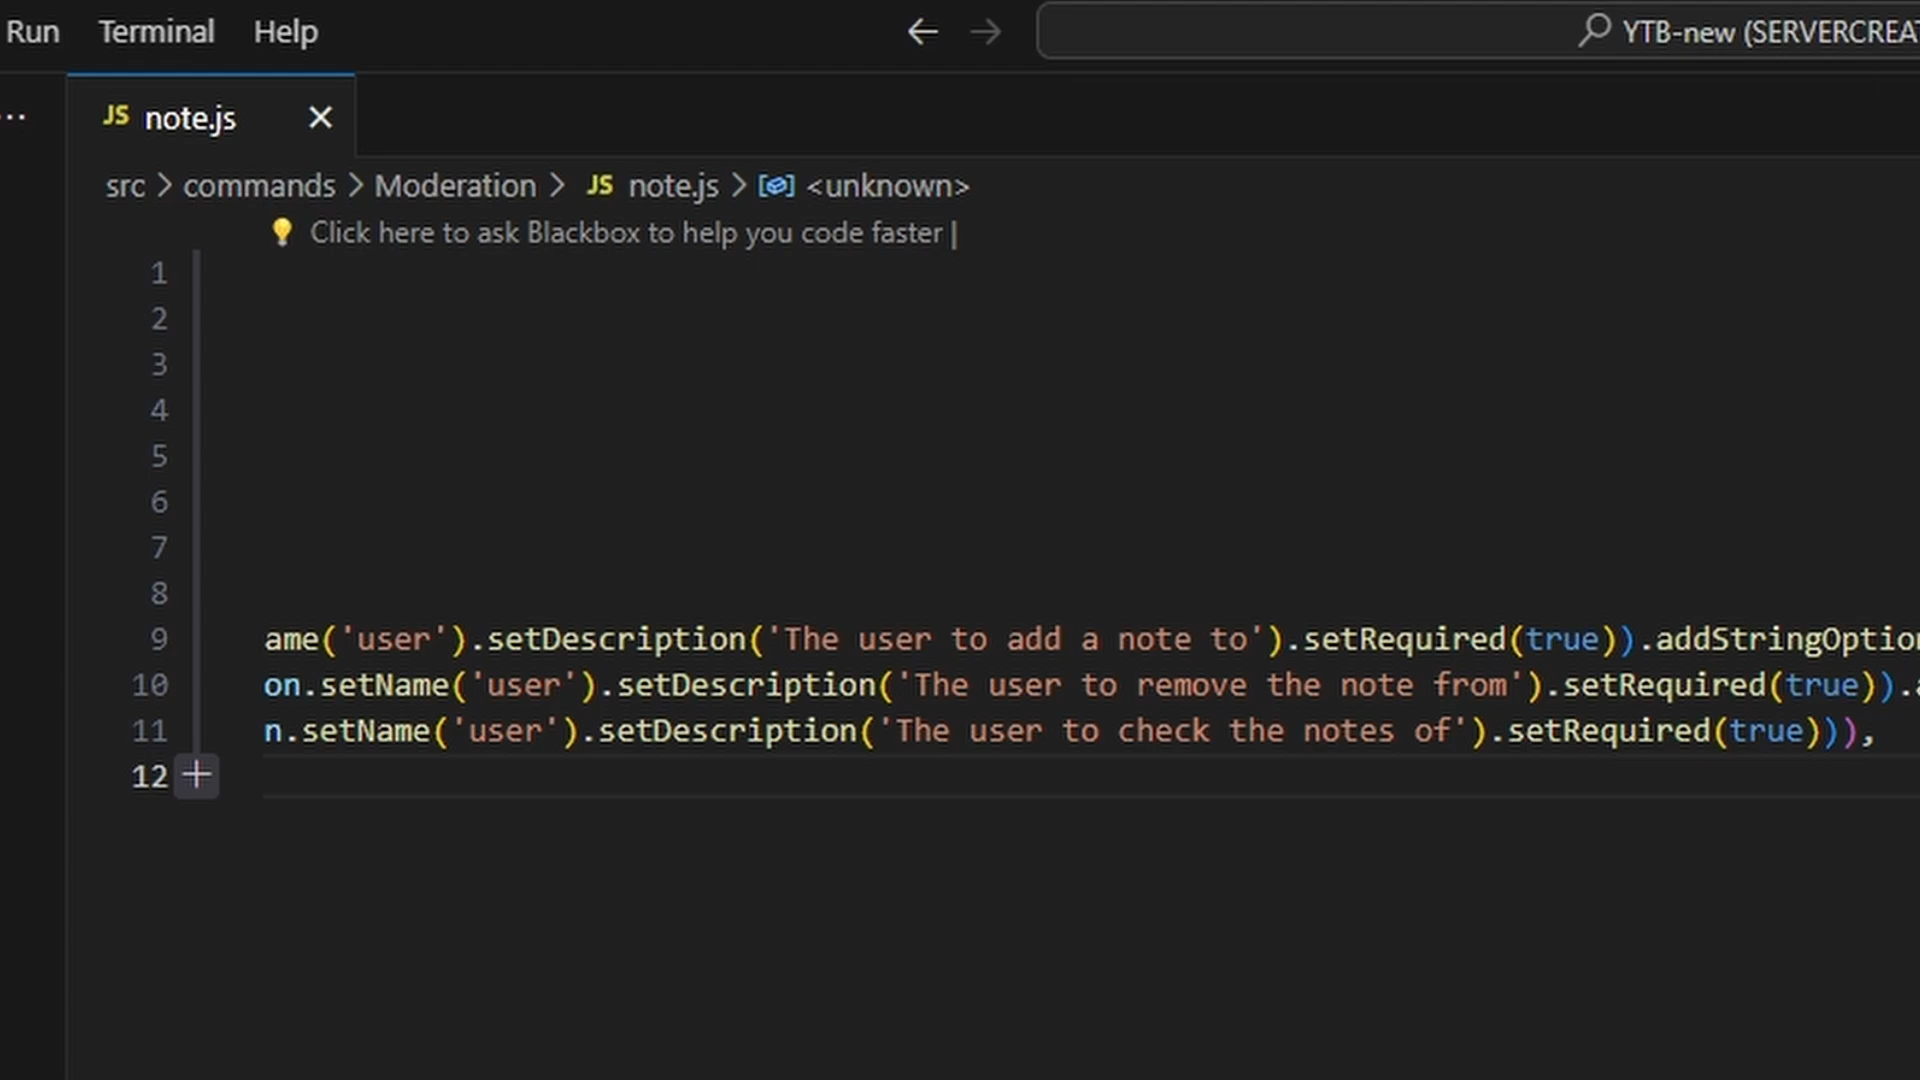 Run Terminal Help
YTB-new (SERVERCREAT
JS note.js
src > commands > Moderation > JS note.js > <unknown>
Click here to ask Blackbox to help you code faster |
1
2
3
4
5
6
7
8
9 ame('user').setDescription('The user to add a note to').setRequired(true)).addStringOption
10 on.setName('user').setDescription('The user to remove the note from').setRequired(true)).a
11 n.setName('user').setDescription('The user to check the notes of').setRequired(true))),
12